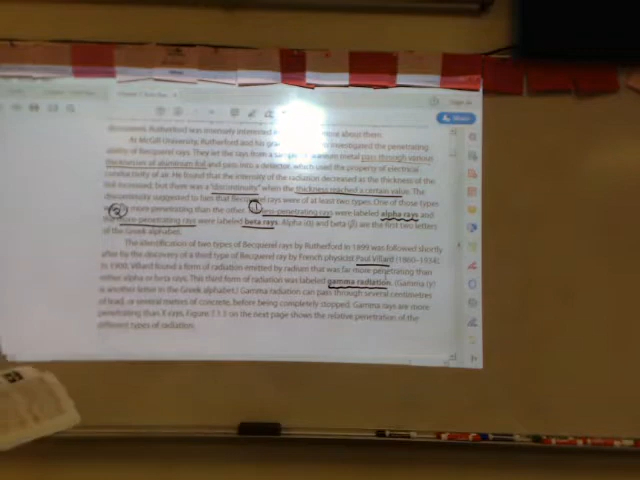 Sign In
Share
discovered, Rutherford was intensely interested more about them.
At McGill University, Rutherford and his investigated the penetrating
ability of Becquerel rays. They let the rays from a uranium metal pass through various
thicknesses of aluminum foil and pass into a detector, which used the property of electrical
conductivity of air. He found that the intensity of the radiation decreased as the thickness of the
foil increased, but there was a "discontinuity" when the thickness reached a certain value. The
discontinuity suggested to him that Becquerel rays were of at least two types. One of those types
more penetrating than the other. 1 less-penetrating rays were labeled alpha rays and
2 more-penetrating rays were labeled beta rays. Alpha (α) and beta (β) are the first two letters
of the Greek alphabet.
The identification of two types of Becquerel rays by Rutherford in 1899 was followed shortly
after by the discovery of a third type of Becquerel ray by French physicist Paul Villard (1860–1934).
In 1900, Villard found a form of radiation emitted by radium that was far more penetrating than
either alpha or beta rays. This third form of radiation was labeled gamma radiation. (Gamma (γ)
is another letter in the Greek alphabet.) Gamma radiation can pass through several centimetres
of lead, or several metres of concrete, before being completely stopped. Gamma rays are more
penetrating than X rays. Figure 7.1.5 on the next page shows the relative penetration of the
different types of radiation.